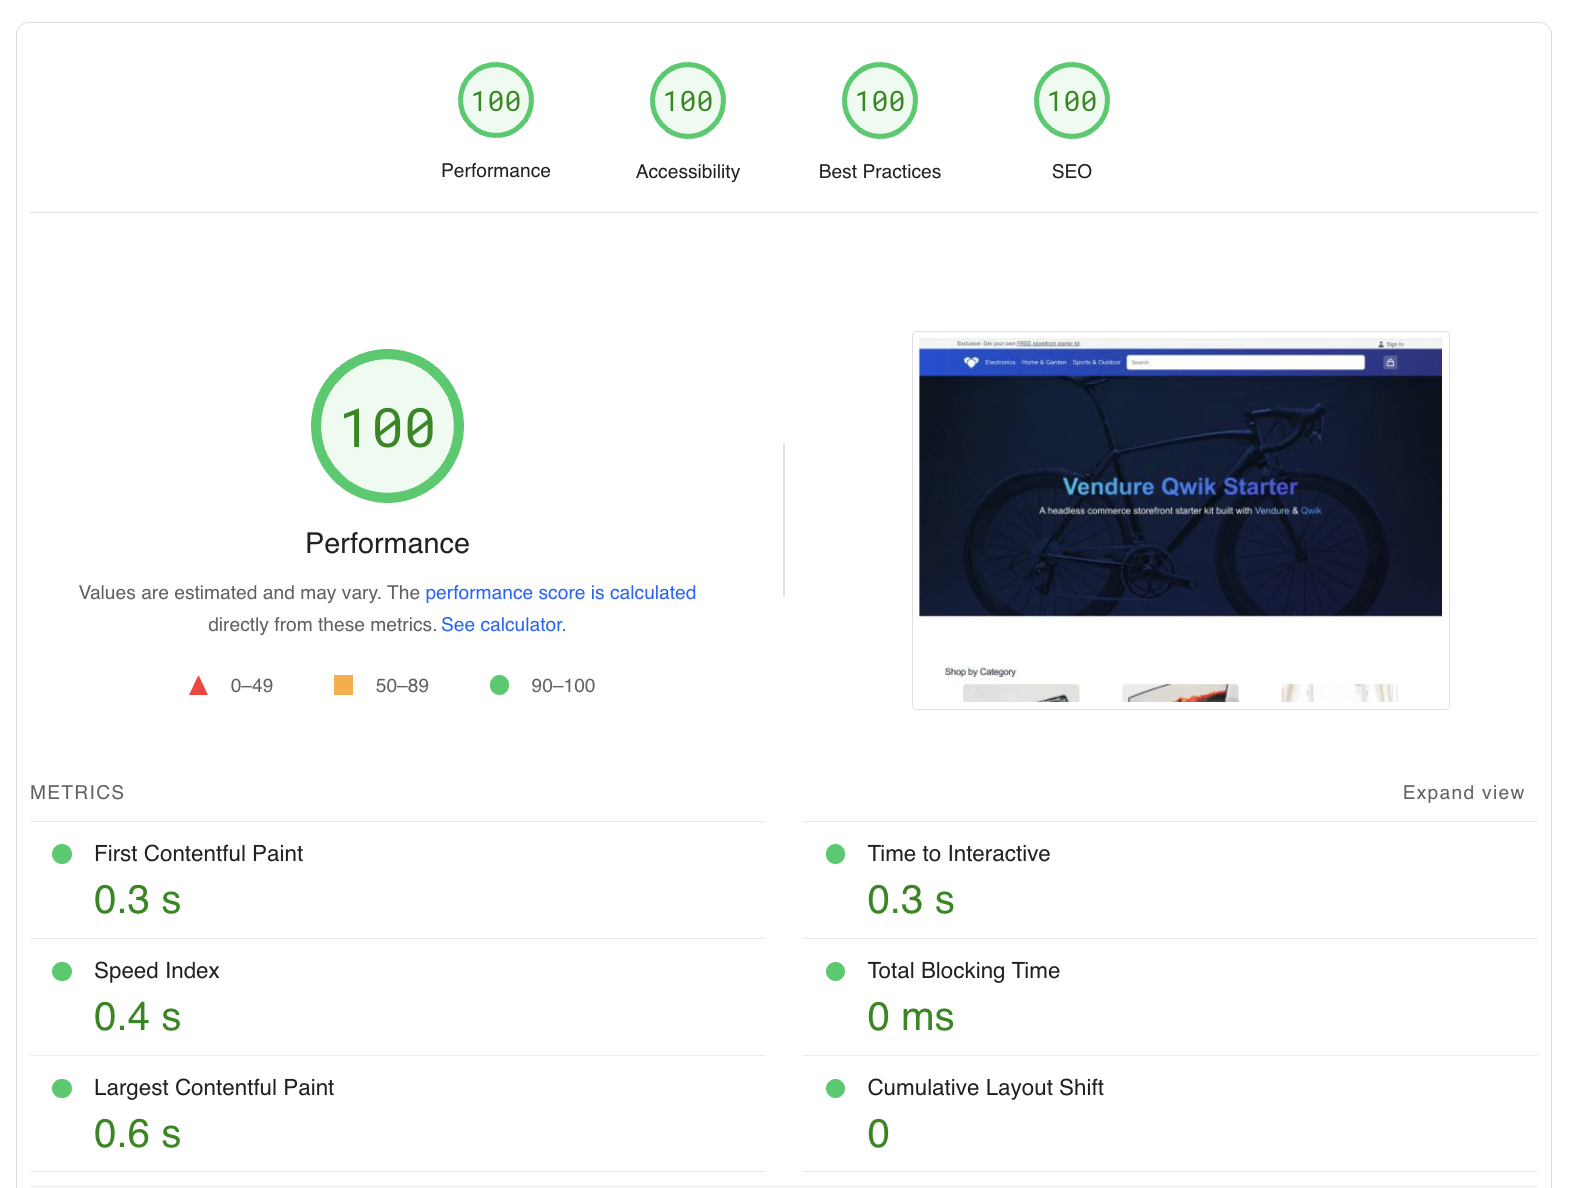 100
100
100
100
Performance
Accessibility
Best Practices
SEO
100
Performance
Values are estimated and may vary. The performance score is calculated
directly from these metrics. See calculator.
0–49
50–89
90–100
Exclusive: Get your own FREE storefront starter kit
Sign In
Electronics
Home & Garden
Sports & Outdoor
Search
Vendure Qwik Starter
A headless commerce storefront starter kit built with Vendure & Qwik
Shop by Category
METRICS
Expand view
First Contentful Paint
0.3 s
Time to Interactive
0.3 s
Speed Index
0.4 s
Total Blocking Time
0 ms
Largest Contentful Paint
0.6 s
Cumulative Layout Shift
0